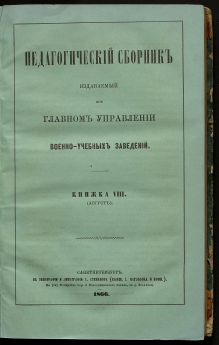 ПЕДАГОГИЧЕСКІЙ СБОРНИКЪ
ИЗДАВАЕМЫЙ
ПРИ
ГЛАВНОМЪ УПРАВЛЕНІИ
ВОЕННО-УЧЕБНЫХЪ ЗАВЕДЕНІЙ.
КНИЖКА VIII.
(АВГУСТЪ).
САНКТПЕТЕРБУРГЪ.
1866.